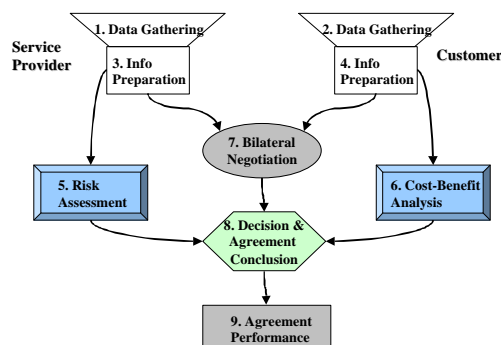 1. Data Gathering
2. Data Gathering
Service
Provider
Customer
3. Info
Preparation
4. Info
Preparation
7. Bilateral
Negotiation
5. Risk
Assessment
6. Cost-Benefit
Analysis
8. Decision &
Agreement
Conclusion
9. Agreement
Performance